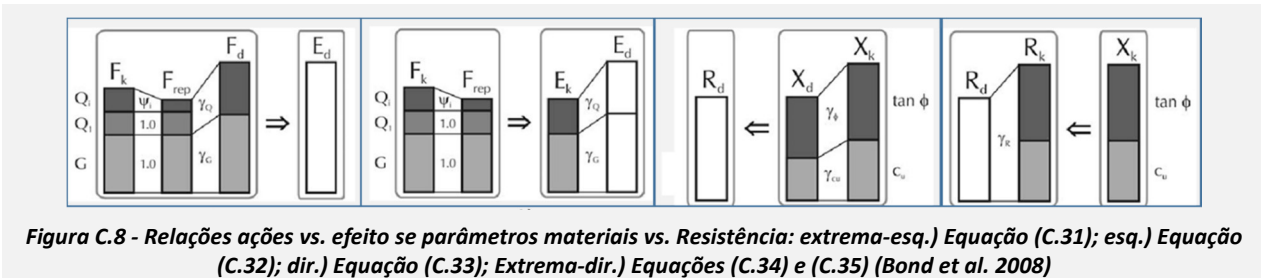 F_k
F_rep
F_d
E_d
Q_i
ψ_i
γ_Q
Q_1
1.0
G
1.0
γ_G
⇒
F_k
F_rep
E_k
E_d
Q_i
ψ_i
γ_Q
Q_1
1.0
G
1.0
γ_G
⇒
R_d
X_d
X_k
⇐
γ_ϕ
tan ϕ
γ_cu
c_u
R_d
R_k
X_k
γ_R
⇐
tan ϕ
c_u
Figura C.8 - Relações ações vs. efeito se parâmetros materiais vs. Resistência: extrema-esq.) Equação (C.31); esq.) Equação
(C.32); dir.) Equação (C.33); Extrema-dir.) Equações (C.34) e (C.35) (Bond et al. 2008)